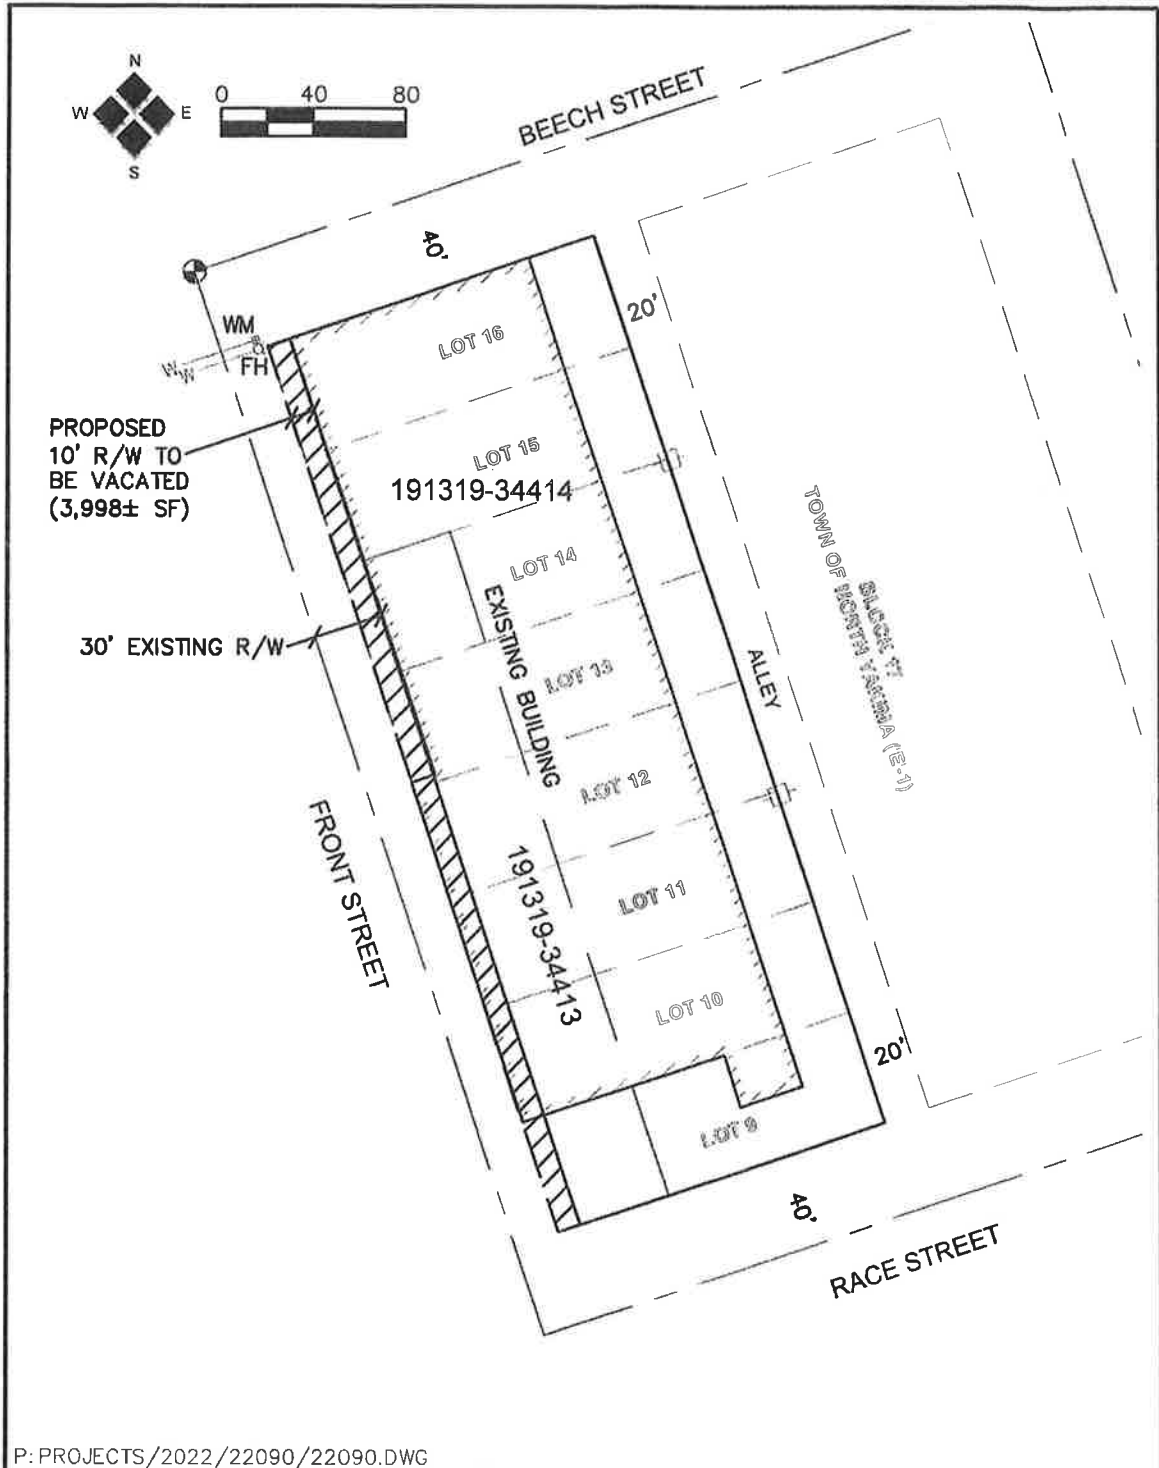 N
W E
S
0 40 80
BEECH STREET
40'
20'
WM
W
W
FH
LOT 16
PROPOSED
10' R/W TO
BE VACATED
(3,998± SF)
LOT 15
191319-34414
LOT 14
EXISTING BUILDING
30' EXISTING R/W
LOT 13
ALLEY
BLOCK 17
TOWN OF NORTH YAKIMA (E-1)
LOT 12
FRONT STREET
191319-34413
LOT 11
LOT 10
20'
LOT 9
40'
RACE STREET
P:PROJECTS/2022/22090/22090.DWG